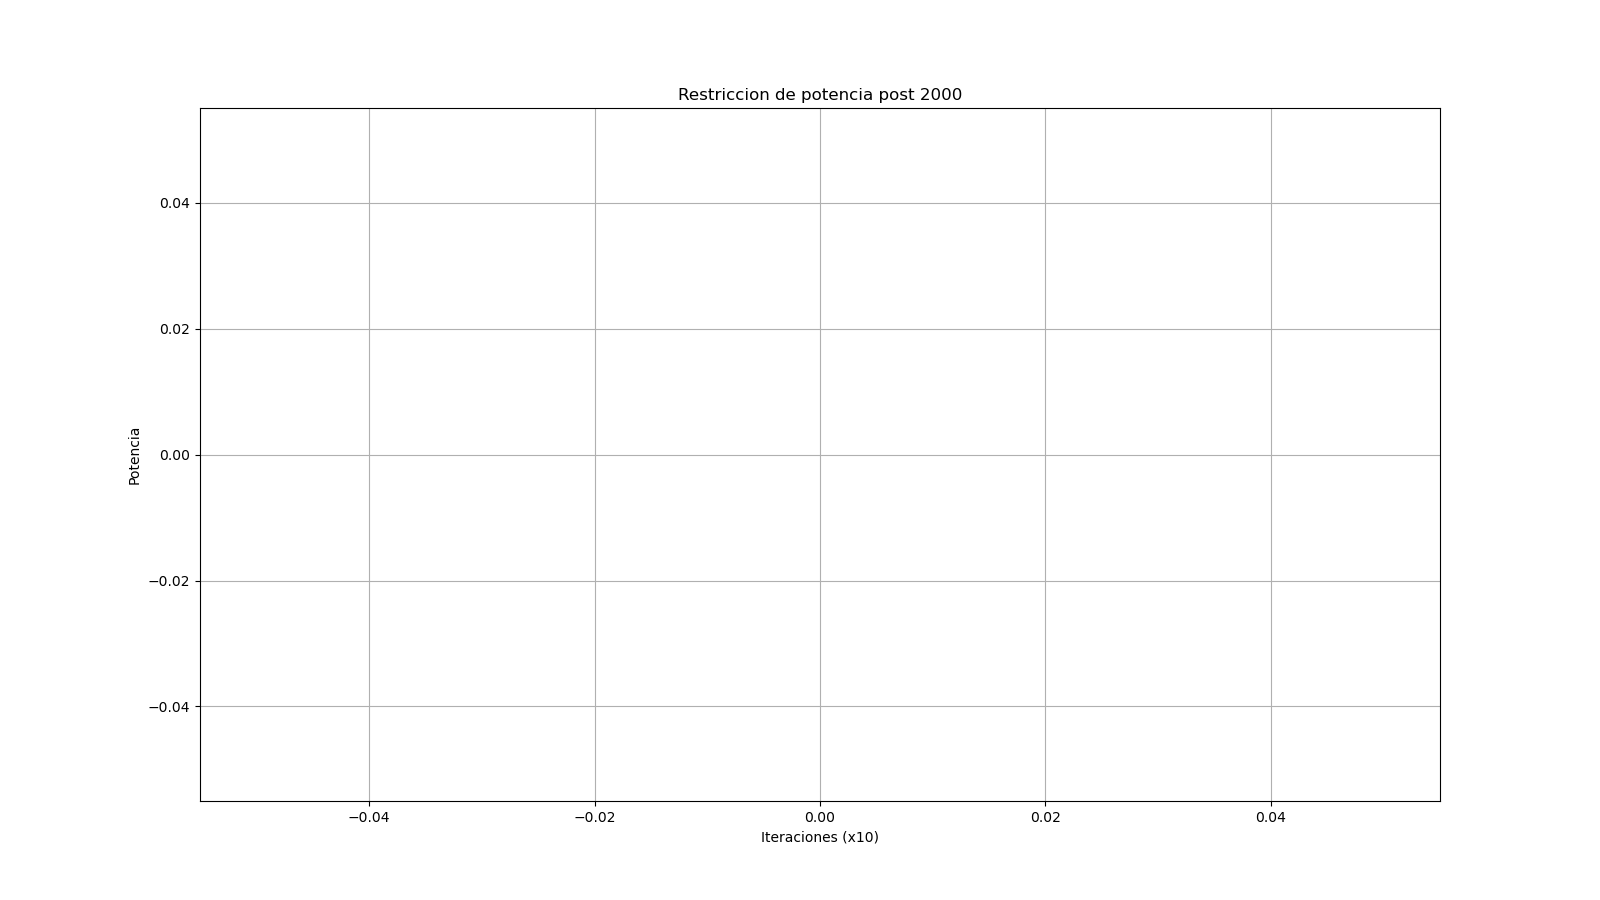 Restriccion de potencia post 2000
0.04
0.02
0.00
−0.02
−0.04
Potencia
−0.04 −0.02 0.00 0.02 0.04
Iteraciones (x10)